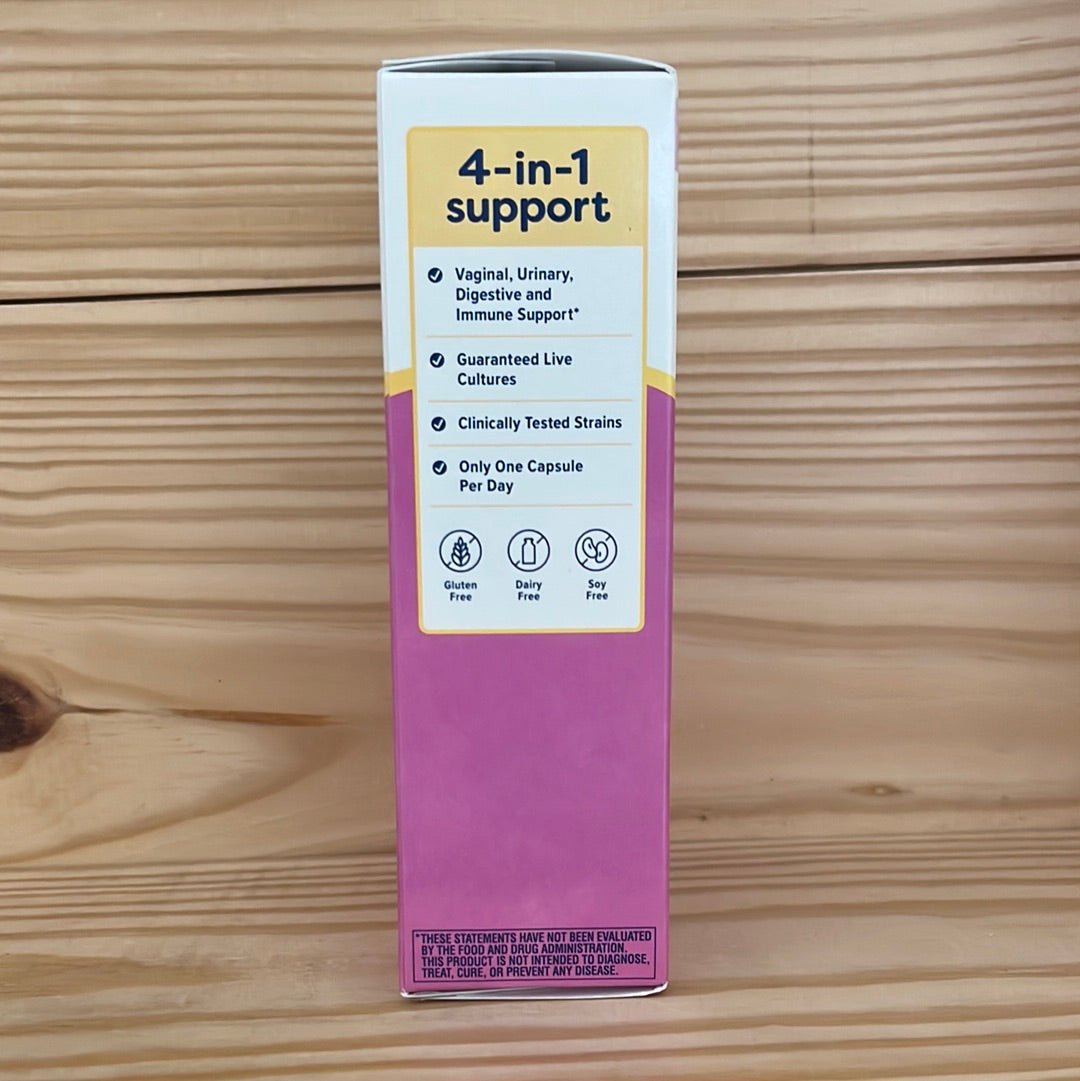 4-in-1
support
Vaginal, Urinary,
Digestive and
Immune Support*
Guaranteed Live
Cultures
Clinically Tested Strains
Only One Capsule
Per Day
Gluten
Free
Dairy
Free
Soy
Free
*THESE STATEMENTS HAVE NOT BEEN EVALUATED
BY THE FOOD AND DRUG ADMINISTRATION.
THIS PRODUCT IS NOT INTENDED TO DIAGNOSE,
TREAT, CURE, OR PREVENT ANY DISEASE.